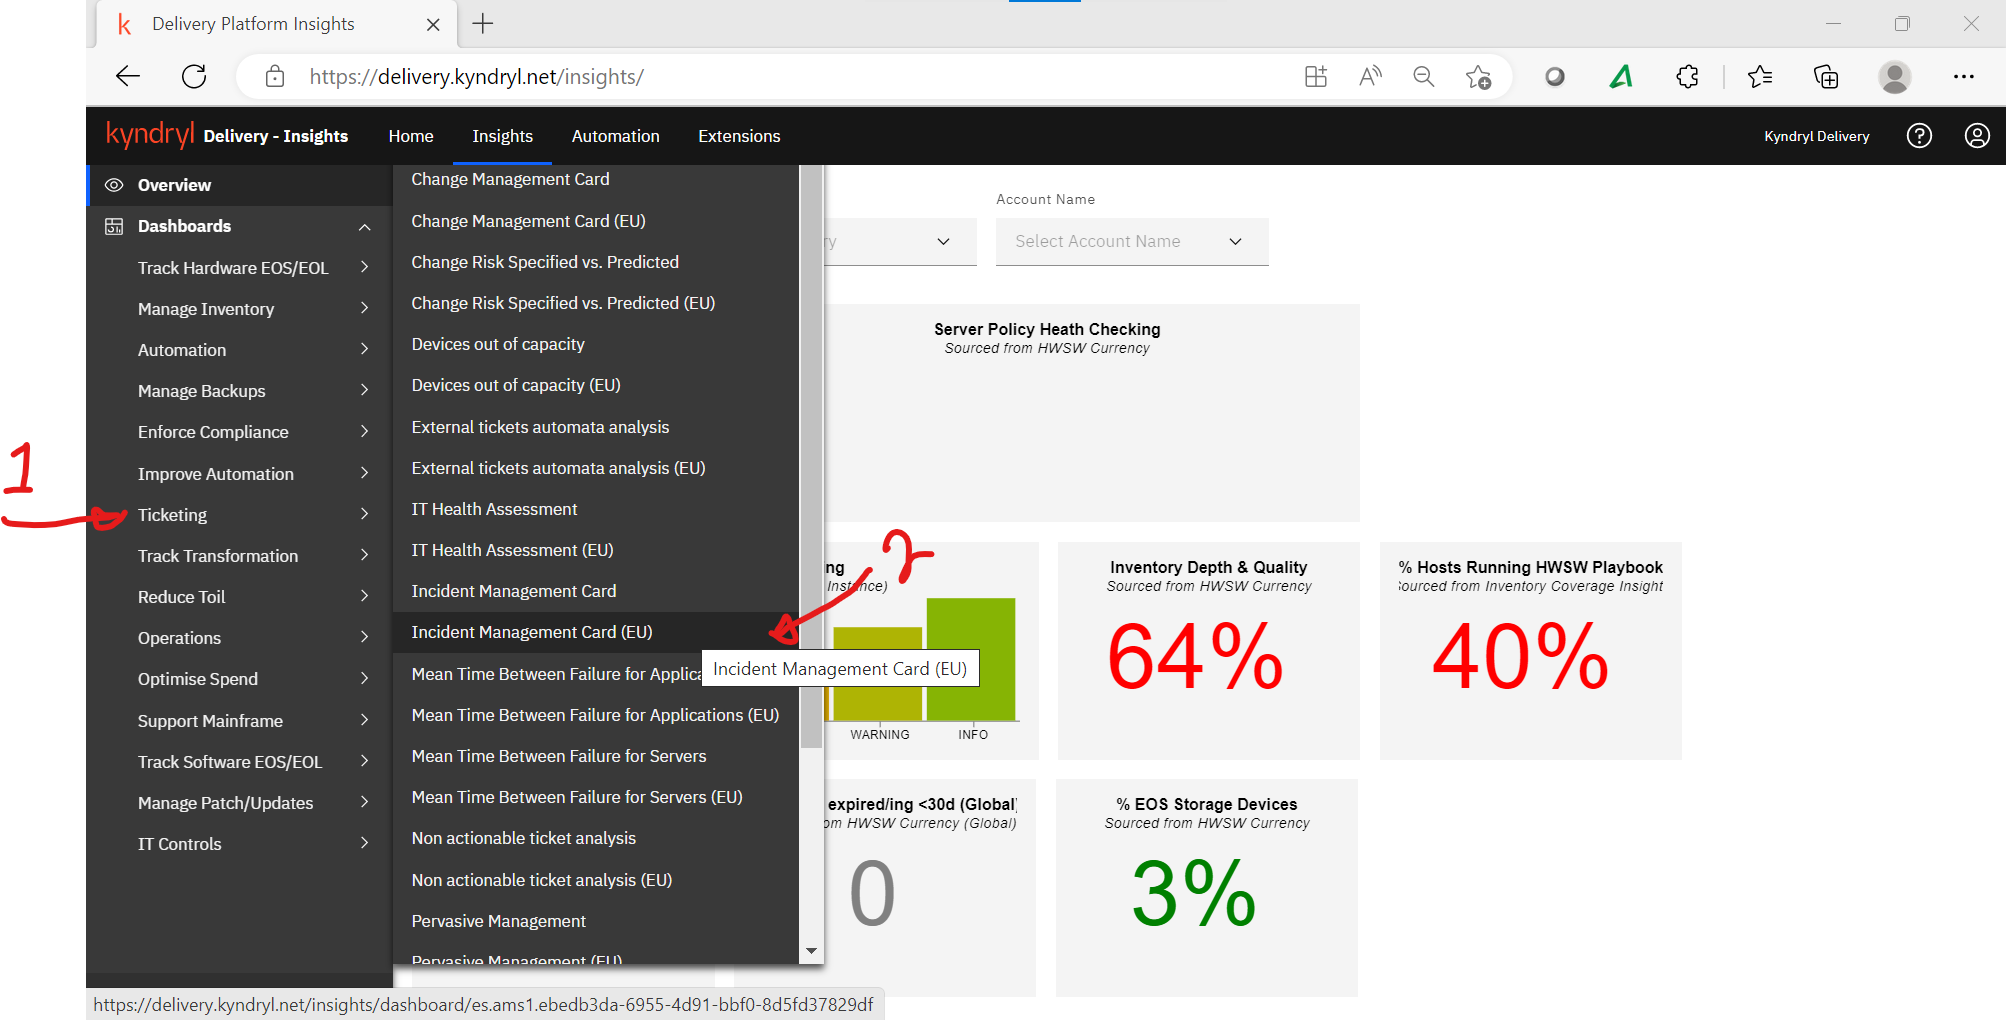 Delivery Platform Insights
https://delivery.kyndryl.net/insights/
kyndryl Delivery - Insights Home Insights Automation Extensions Kyndryl Delivery
Overview
Dashboards
Track Hardware EOS/EOL
Manage Inventory
Automation
Manage Backups
Enforce Compliance
Improve Automation
Ticketing
Track Transformation
Reduce Toil
Operations
Optimise Spend
Support Mainframe
Track Software EOS/EOL
Manage Patch/Updates
IT Controls
1
Change Management Card
Change Management Card (EU)
Change Risk Specified vs. Predicted
Change Risk Specified vs. Predicted (EU)
Devices out of capacity
Devices out of capacity (EU)
External tickets automata analysis
External tickets automata analysis (EU)
IT Health Assessment
IT Health Assessment (EU)
Incident Management Card
Incident Management Card (EU)
Mean Time Between Failure for Applica
Mean Time Between Failure for Applications (EU)
Mean Time Between Failure for Servers
Mean Time Between Failure for Servers (EU)
Non actionable ticket analysis
Non actionable ticket analysis (EU)
Pervasive Management
Pervasive Management (EU)
2
Incident Management Card (EU)
ry
Account Name
Select Account Name
Server Policy Heath Checking
Sourced from HWSW Currency
ng
Instance)
WARNING INFO
Inventory Depth & Quality
Sourced from HWSW Currency
64%
% Hosts Running HWSW Playbook
ourced from Inventory Coverage Insight
40%
expired/ing <30d (Global)
om HWSW Currency (Global)
0
% EOS Storage Devices
Sourced from HWSW Currency
3%
https://delivery.kyndryl.net/insights/dashboard/es.ams1.ebedb3da-6955-4d91-bbf0-8d5fd37829df